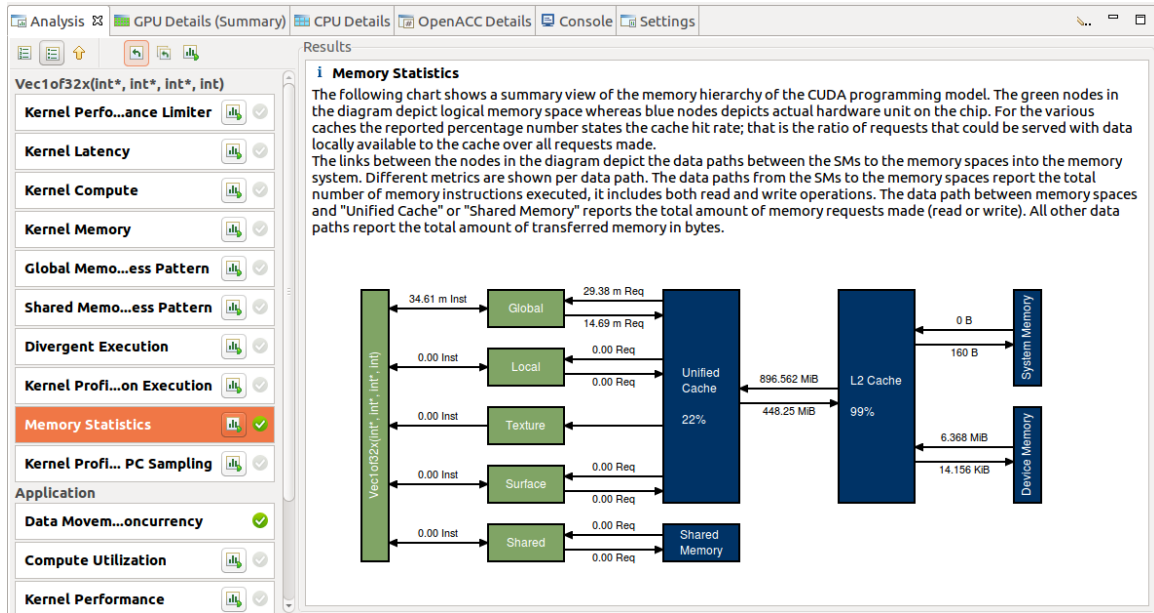 Analysis
GPU Details (Summary)
CPU Details
OpenACC Details
Console
Settings
Results
Vec1of32x(int*, int*, int*, int)
Kernel Perfo...ance Limiter
Kernel Latency
Kernel Compute
Kernel Memory
Global Memo...ess Pattern
Shared Memo...ess Pattern
Divergent Execution
Kernel Profi...on Execution
Memory Statistics
Kernel Profi... PC Sampling
Application
Data Movem...oncurrency
Compute Utilization
Kernel Performance
i Memory Statistics
The following chart shows a summary view of the memory hierarchy of the CUDA programming model. The green nodes in
the diagram depict logical memory space whereas blue nodes depicts actual hardware unit on the chip. For the various
caches the reported percentage number states the cache hit rate; that is the ratio of requests that could be served with data
locally available to the cache over all requests made.
The links between the nodes in the diagram depict the data paths between the SMs to the memory spaces into the memory
system. Different metrics are shown per data path. The data paths from the SMs to the memory spaces report the total
number of memory instructions executed, it includes both read and write operations. The data path between memory spaces
and "Unified Cache" or "Shared Memory" reports the total amount of memory requests made (read or write). All other data
paths report the total amount of transferred memory in bytes.
Vec1of32x(int*, int*, int*, int)
34.61 m Inst
Global
29.38 m Req
14.69 m Req
0.00 Inst
Local
0.00 Req
0.00 Req
0.00 Inst
Texture
0.00 Inst
Surface
0.00 Req
0.00 Req
0.00 Inst
Shared
0.00 Req
0.00 Req
Unified
Cache
22%
Shared
Memory
896.562 MiB
448.25 MiB
L2 Cache
99%
0 B
160 B
System Memory
6.368 MiB
14.156 KiB
Device Memory